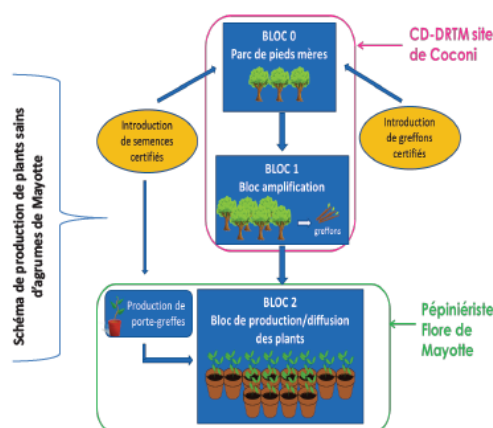 Schéma de production de plants sains
d'agrumes de Mayotte
BLOC 0
Parc de pieds mères
CD-DRTM site
de Coconi
Introduction
de semences
certifiés
Introduction
de greffons
certifiés
BLOC 1
Bloc amplification
greffons
Production de
porte-greffes
BLOC 2
Bloc de production/diffusion
des plants
Pépiniériste
Flore de
Mayotte